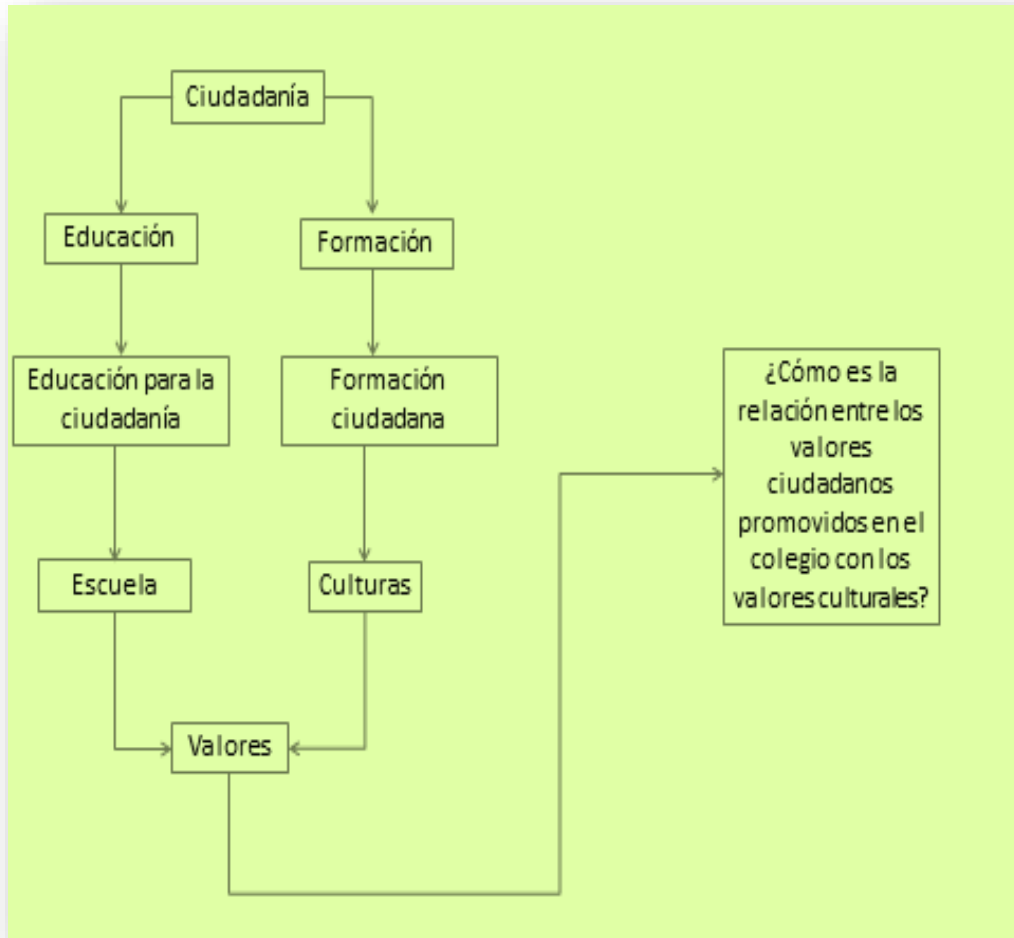 Ciudadanía
Educación
Formación
Educación para la
ciudadanía
Formación
ciudadana
¿Cómo es la
relación entre los
valores
ciudadanos
promovidos en el
colegio con los
valores culturales?
Escuela
Culturas
Valores